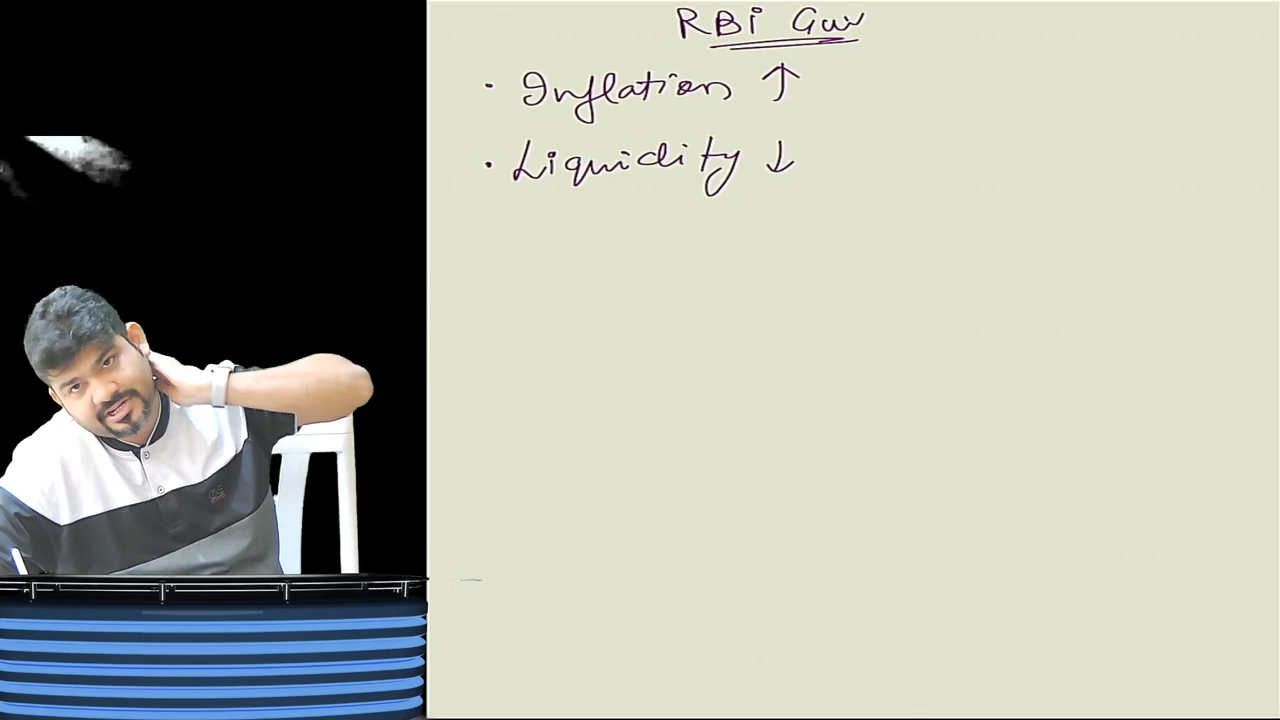 RBi Gov
· Inflation ↑
· Liquidity ↓